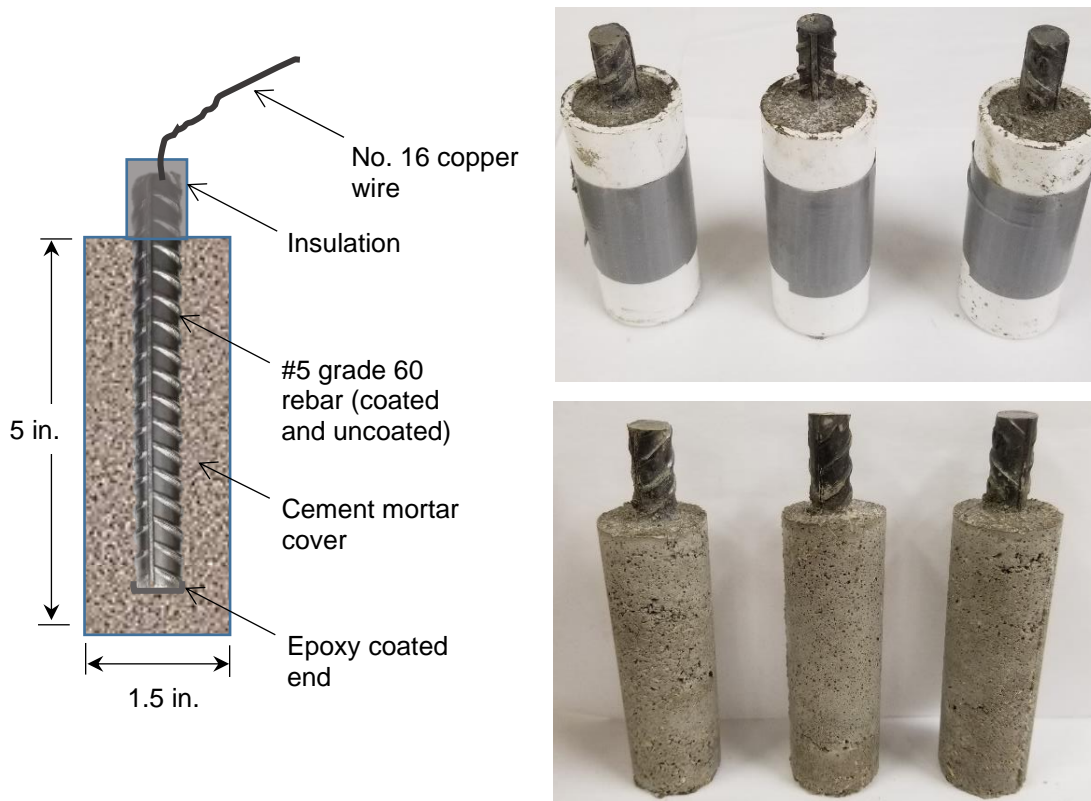 No. 16 copper
wire
Insulation
#5 grade 60
rebar (coated
and uncoated)
5 in.
Cement mortar
cover
Epoxy coated
end
1.5 in.